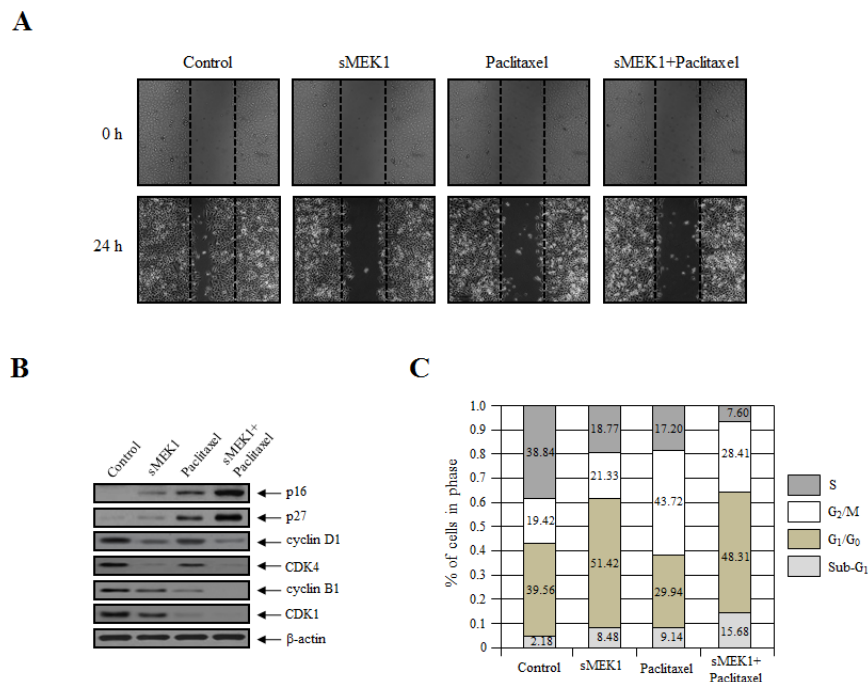 A
Control sMEK1 Paclitaxel sMEK1+Paclitaxel
0 h
24 h
B
Control
sMEK1
Paclitaxel
sMEK1+
Paclitaxel
p16
p27
cyclin D1
CDK4
cyclin B1
CDK1
β-actin
C
% of cells in phase
1.0
0.9
0.8
0.7
0.6
0.5
0.4
0.3
0.2
0.1
0
38.84
19.42
39.56
2.18
18.77
21.33
51.42
8.48
17.20
43.72
29.94
9.14
7.60
28.41
48.31
15.68
Control
sMEK1
Paclitaxel
sMEK1+
Paclitaxel
S
G₂/M
G₁/G₀
Sub-G₁